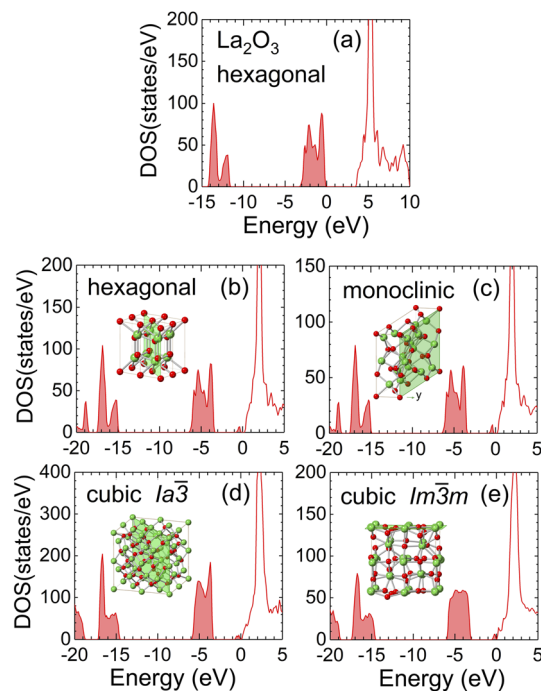 La₂O₃ (a)
hexagonal
DOS(states/eV)
200
150
100
50
0
-15 -10 -5 0 5 10
Energy (eV)
hexagonal (b)
DOS(states/eV)
200
150
100
50
0
monoclinic (c)
→y
150
100
50
0
-20 -15 -10 -5 0 5
-20 -15 -10 -5 0 5
cubic Ia3̅ (d)
DOS(states/eV)
400
300
200
100
0
cubic Im3̅m (e)
200
150
100
50
0
-20 -15 -10 -5 0 5
Energy (eV)
-20 -15 -10 -5 0 5
Energy (eV)